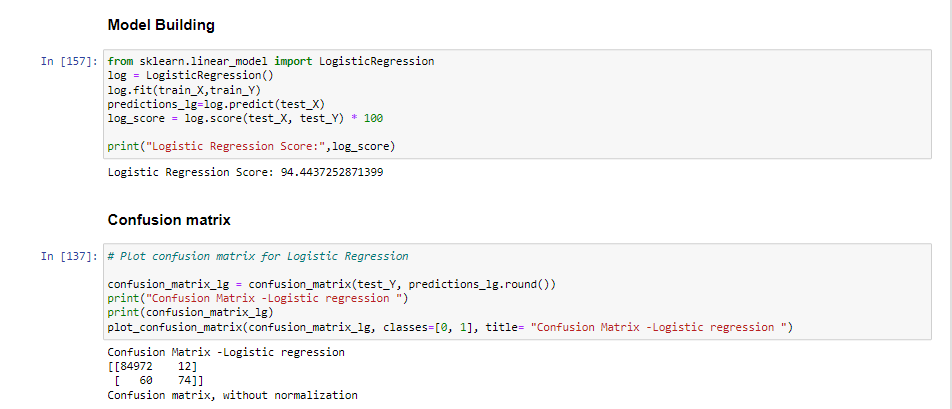 Model Building
In [157]: from sklearn.linear_model import LogisticRegression
log = LogisticRegression()
log.fit(train_X,train_Y)
predictions_lg=log.predict(test_X)
log_score = log.score(test_X, test_Y) * 100
print("Logistic Regression Score:",log_score)
Logistic Regression Score: 94.4437252871399
Confusion matrix
In [137]: # Plot confusion matrix for Logistic Regression
confusion_matrix_lg = confusion_matrix(test_Y, predictions_lg.round())
print("Confusion Matrix -Logistic regression ")
print(confusion_matrix_lg)
plot_confusion_matrix(confusion_matrix_lg, classes=[0, 1], title= "Confusion Matrix -Logistic regression ")
Confusion Matrix -Logistic regression
[[84972    12]
 [   60    74]]
Confusion matrix, without normalization